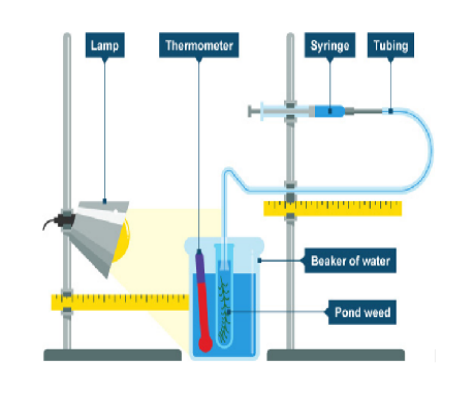 Lamp
Thermometer
Syringe
Tubing
Beaker of water
Pond weed